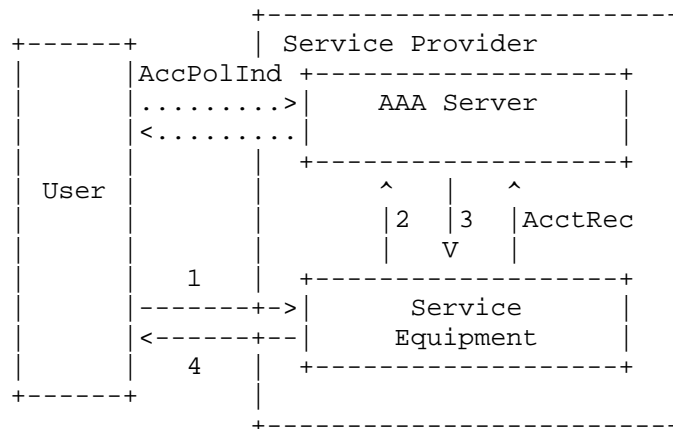 Service Provider
AccPolInd
AAA Server
User
2 3 AcctRec
1
Service
Equipment
4